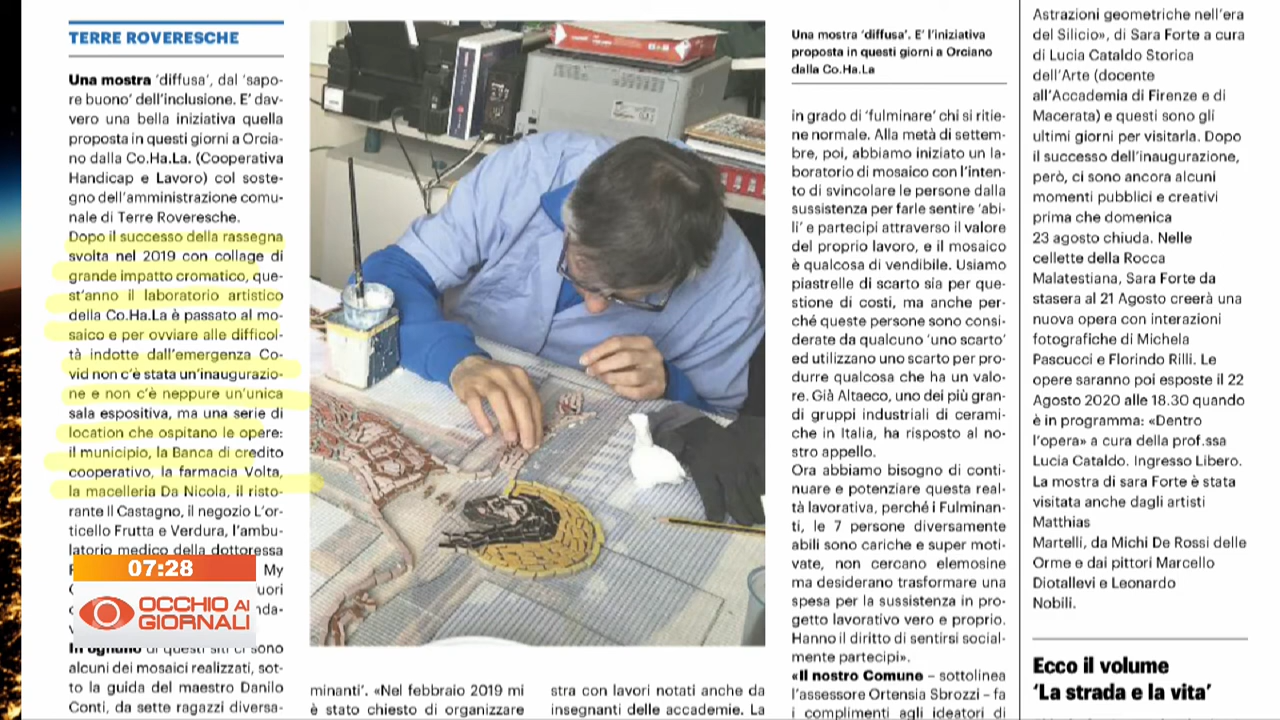 TERRE ROVERESCHE
Una mostra 'diffusa', dal 'sapo-
re buono' dell'inclusione. E' dav-
vero una bella iniziativa quella
proposta in questi giorni a Orcia-
no dalla Co.Ha.La. (Cooperativa
Handicap e Lavoro) col soste-
gno dell'amministrazione comu-
nale di Terre Roveresche.
Dopo il successo della rassegna
svolta nel 2019 con collage di
grande impatto cromatico, que-
st'anno il laboratorio artistico
della Co.Ha.La è passato al mo-
saico e per ovviare alle difficol-
tà indotte dall'emergenza Co-
vid non c'è stata un'inaugurazio-
ne e non c'è neppure un'unica
sala espositiva, ma una serie di
location che ospitano le opere:
il municipio, la Banca di credito
cooperativo, la farmacia Volta,
la macelleria Da Nicola, il risto-
rante Il Castagno, il negozio L'or-
ticello Frutta e Verdura, l'ambu-
latorio medico della dottoressa
My
07:28
OCCHIO AI
GIORNALI
In ognuno di questi siti ci sono
alcuni dei mosaici realizzati, sot-
to la guida del maestro Danilo
Conti, da sette ragazzi diversa-
minanti'. «Nel febbraio 2019 mi
è stato chiesto di organizzare
stra con lavori notati anche da
insegnanti delle accademie. La
Una mostra 'diffusa'. E' l'iniziativa
proposta in questi giorni a Orciano
dalla Co.Ha.La
in grado di 'fulminare' chi si ritie-
ne normale. Alla metà di settem-
bre, poi, abbiamo iniziato un la-
boratorio di mosaico con l'inten-
to di svincolare le persone dalla
sussistenza per farle sentire 'abi-
li' e partecipi attraverso il valore
del proprio lavoro, e il mosaico
è qualcosa di vendibile. Usiamo
piastrelle di scarto sia per que-
stione di costi, ma anche per-
ché queste persone sono consi-
derate da qualcuno 'uno scarto'
ed utilizzano uno scarto per pro-
durre qualcosa che ha un valo-
re. Già Altaeco, uno dei più gran-
di gruppi industriali di cerami-
che in Italia, ha risposto al no-
stro appello.
Ora abbiamo bisogno di conti-
nuare e potenziare questa real-
tà lavorativa, perché i Fulminan-
ti, le 7 persone diversamente
abili sono cariche e super moti-
vate, non cercano elemosine
ma desiderano trasformare una
spesa per la sussistenza in pro-
getto lavorativo vero e proprio.
Hanno il diritto di sentirsi social-
mente partecipi».
«Il nostro Comune – sottolinea
l'assessore Ortensia Sbrozzi – fa
i complimenti agli ideatori di
Astrazioni geometriche nell'era
del Silicio», di Sara Forte a cura
di Lucia Cataldo Storica
dell'Arte (docente
all'Accademia di Firenze e di
Macerata) e questi sono gli
ultimi giorni per visitarla. Dopo
il successo dell'inaugurazione,
però, ci sono ancora alcuni
momenti pubblici e creativi
prima che domenica
23 agosto chiuda. Nelle
cellette della Rocca
Malatestiana, Sara Forte da
stasera al 21 Agosto creerà una
nuova opera con interazioni
fotografiche di Michela
Pascucci e Florindo Rilli. Le
opere saranno poi esposte il 22
Agosto 2020 alle 18.30 quando
è in programma: «Dentro
l'opera» a cura della prof.ssa
Lucia Cataldo. Ingresso Libero.
La mostra di sara Forte è stata
visitata anche dagli artisti
Matthias
Martelli, da Michi De Rossi delle
Orme e dai pittori Marcello
Diotallevi e Leonardo
Nobili.
Ecco il volume
'La strada e la vita'